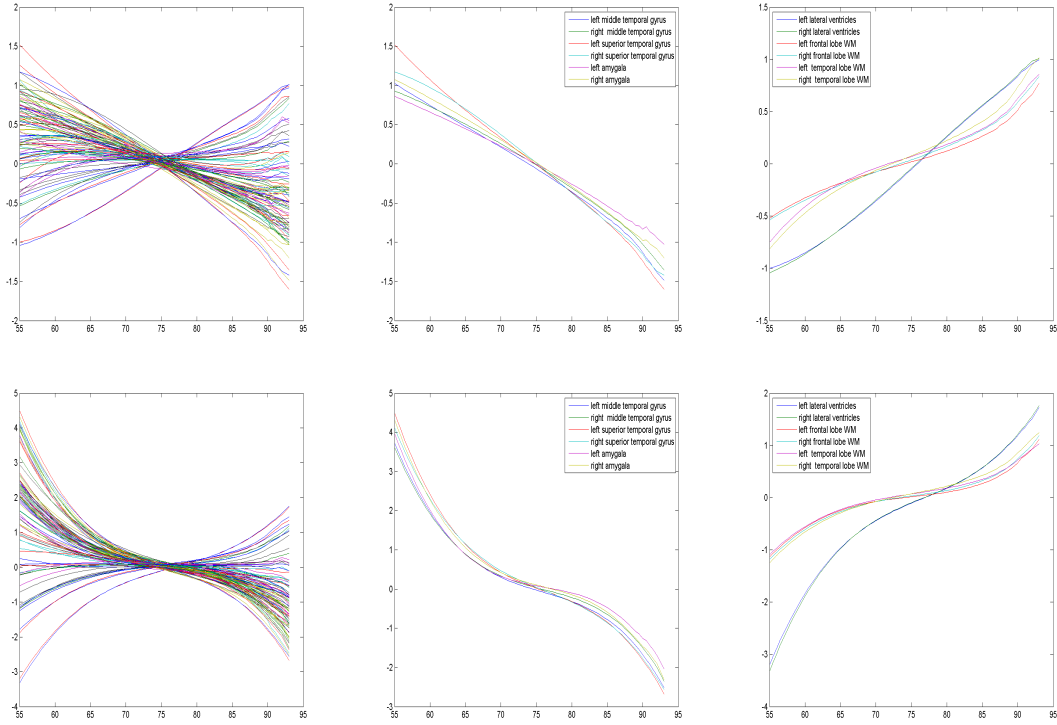 2
1.5
1
0.5
0
-0.5
-1
-1.5
-2
55 60 65 70 75 80 85 90 95
2
1.5
1
0.5
0
-0.5
-1
-1.5
-2
55 60 65 70 75 80 85 90 95
left middle temporal gyrus
right middle temporal gyrus
left superior temporal gyrus
right superior temporal gyrus
left amygala
right amygala
1.5
1
0.5
0
-0.5
-1
-1.5
55 60 65 70 75 80 85 90 95
left lateral ventricles
right lateral ventricles
left frontal lobe WM
right frontal lobe WM
left temporal lobe WM
right temporal lobe WM
5
4
3
2
1
0
-1
-2
-3
-4
55 60 65 70 75 80 85 90 95
5
4
3
2
1
0
-1
-2
-3
55 60 65 70 75 80 85 90 95
left middle temporal gyrus
right middle temporal gyrus
left superior temporal gyrus
right superior temporal gyrus
left amygala
right amygala
2
1
0
-1
-2
-3
-4
55 60 65 70 75 80 85 90 95
left lateral ventricles
right lateral ventricles
left frontal lobe WM
right frontal lobe WM
left temporal lobe WM
right temporal lobe WM